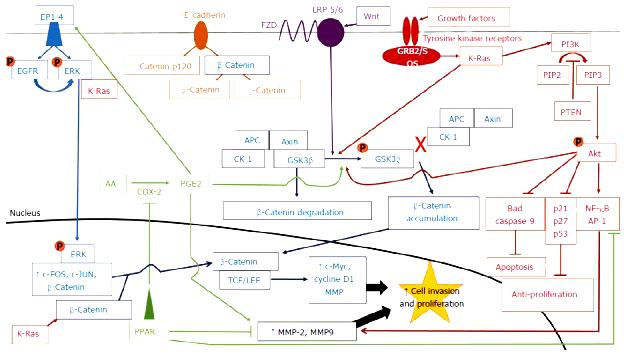 EP1-4
E cadherin
FZD
LRP 5/6
Wnt
Growth factors
Tyrosine kinase receptors
GRB2/S
OS
K-Ras
PI3K
P
EGFR
P
ERK
K-Ras
Catenin p120
β Catenin
-Catenin
-Catenin
PIP2
PIP3
PTEN
APC
Axin
CK-1
GSK3β
P
GSK3β
X
APC
Axin
CK-1
P
Akt
AA
COX-2
PGE2
β-Catenin degradation
β-Catenin
accumulation
Bad
caspase 9
p21
p27
p53
NF-κB
AP-1
Nucleus
P
ERK
↑ c-FOS, c-JUN,
β-Catenin
β-Catenin
K-Ras
PPAR
β-Catenin
TCF/LEF
↑ c-Myc,
cycline D1
MMP
↑ Cell invasion
and proliferation
↑ MMP-2, MMP9
Apoptosis
Anti-proliferation